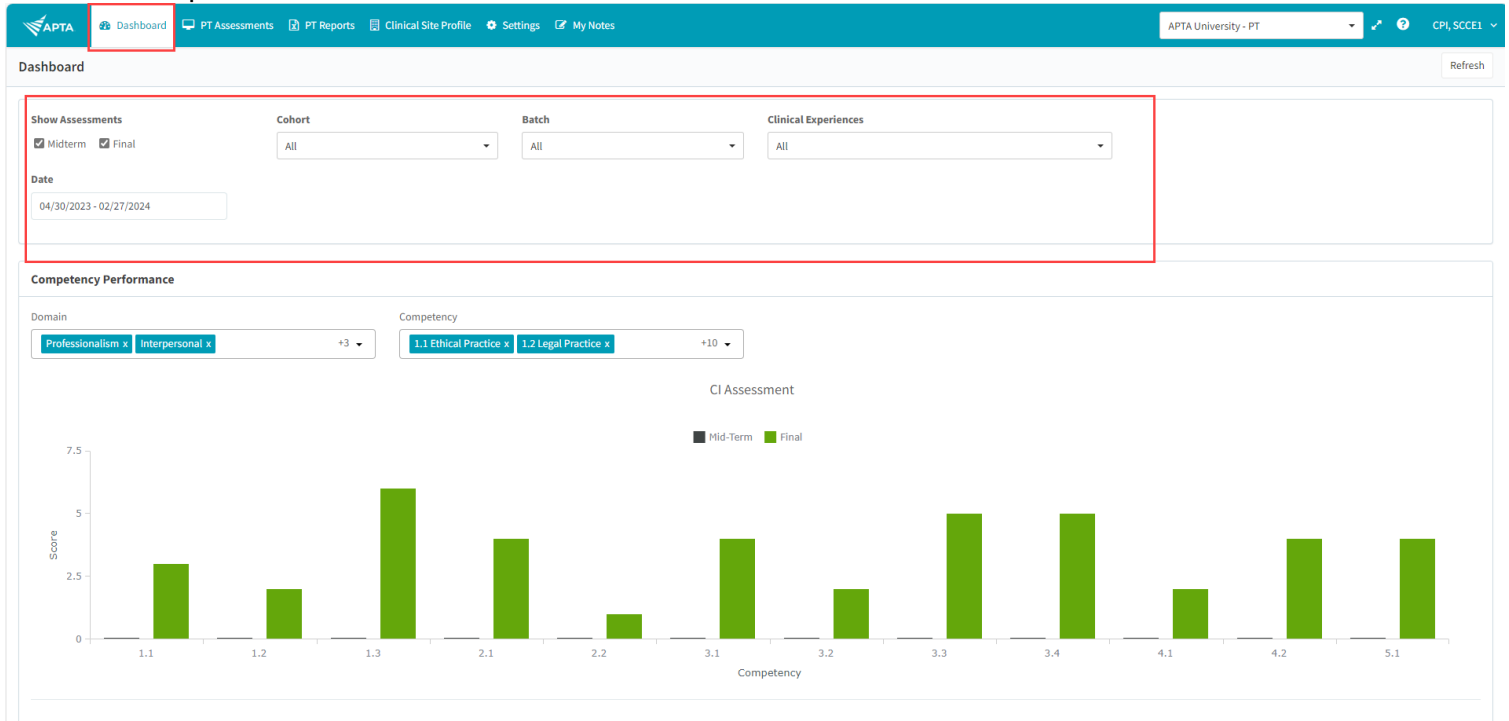 APTA Dashboard PT Assessments PT Reports Clinical Site Profile Settings My Notes APTA University - PT ? CPI, SCCE1
Dashboard Refresh
Show Assessments Cohort Batch Clinical Experiences
Midterm Final All All All
Date
04/30/2023 - 02/27/2024
Competency Performance
Domain Competency
Professionalism x Interpersonal x +3 1.1 Ethical Practice x 1.2 Legal Practice x +10
CI Assessment
Mid-Term Final
7.5
5
2.5
0
Score
1.1 1.2 1.3 2.1 2.2 3.1 3.2 3.3 3.4 4.1 4.2 5.1
Competency